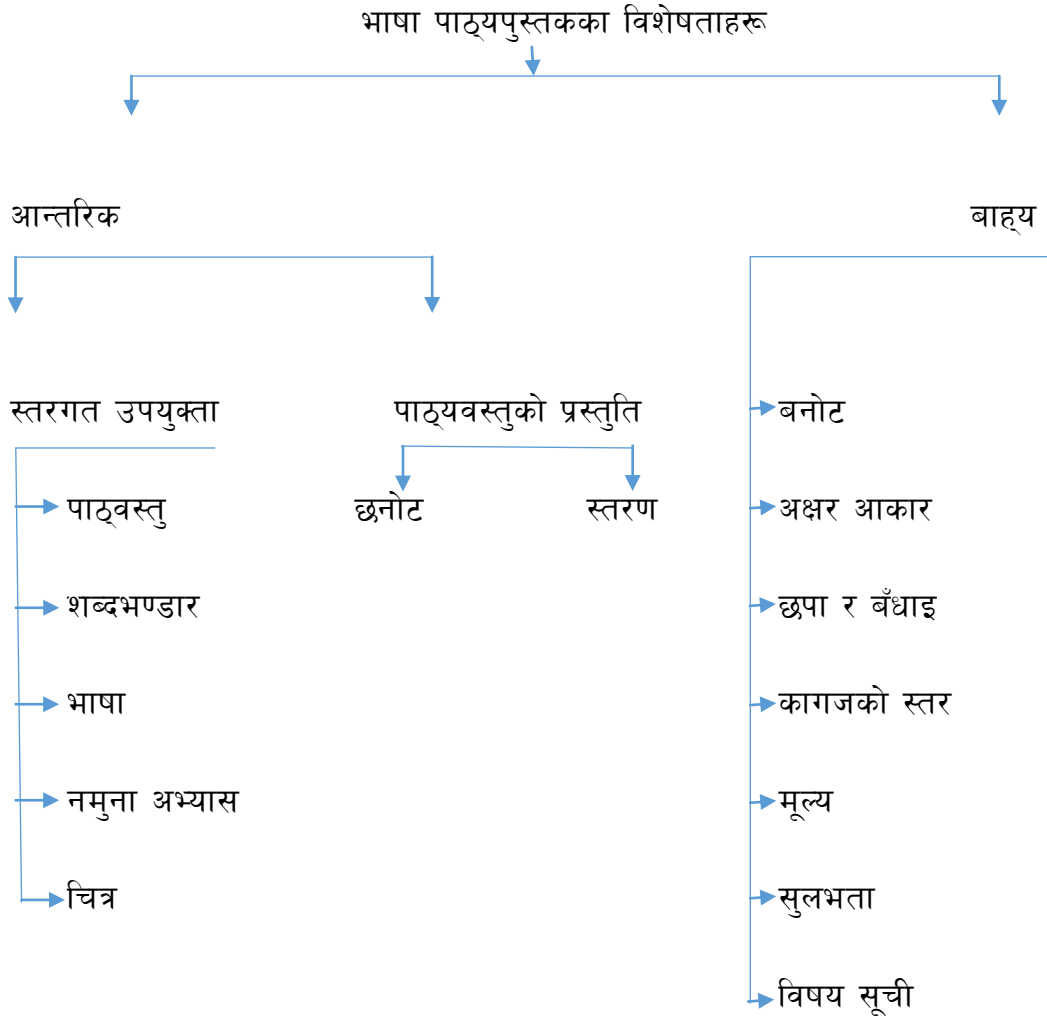 भाषा पाठ्यपुस्तकका विशेषताहरू
आन्तरिक
बाह्य
स्तरगत उपयुक्ता
पाठ्यवस्तुको प्रस्तुति
बनोट
पाठ्वस्तु
छनोट
स्तरण
अक्षर आकार
शब्दभण्डार
छपा र बँधाइ
भाषा
कागजको स्तर
नमुना अभ्यास
मूल्य
चित्र
सुलभता
विषय सूची